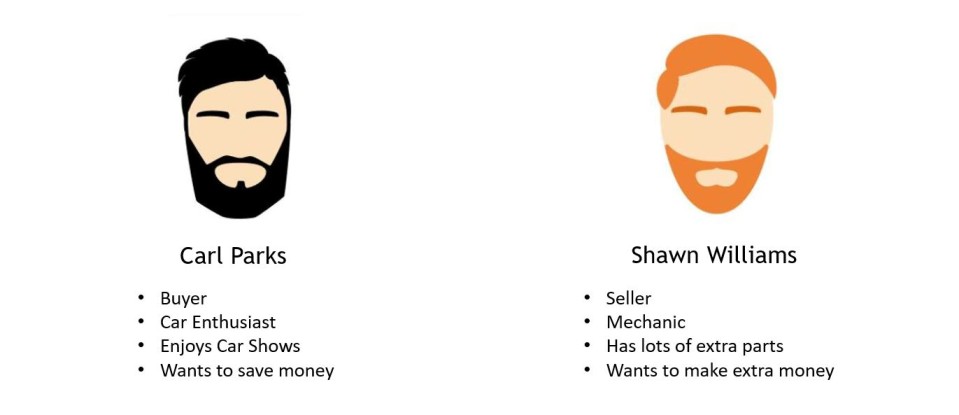 Carl Parks
• Buyer
• Car Enthusiast
• Enjoys Car Shows
• Wants to save money
Shawn Williams
• Seller
• Mechanic
• Has lots of extra parts
• Wants to make extra money